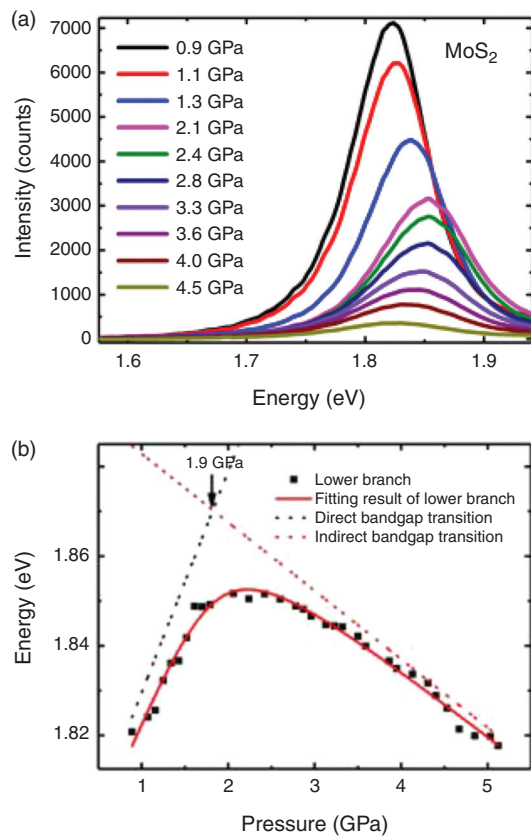 (a)
7000
6000
5000
4000
3000
2000
1000
0
Intensity (counts)
0.9 GPa
1.1 GPa
1.3 GPa
2.1 GPa
2.4 GPa
2.8 GPa
3.3 GPa
3.6 GPa
4.0 GPa
4.5 GPa
MoS2
1.6 1.7 1.8 1.9
Energy (eV)
(b)
1.9 GPa
Lower branch
Fitting result of lower branch
Direct bandgap transition
Indirect bandgap transition
1.86
1.84
1.82
Energy (eV)
1 2 3 4 5
Pressure (GPa)